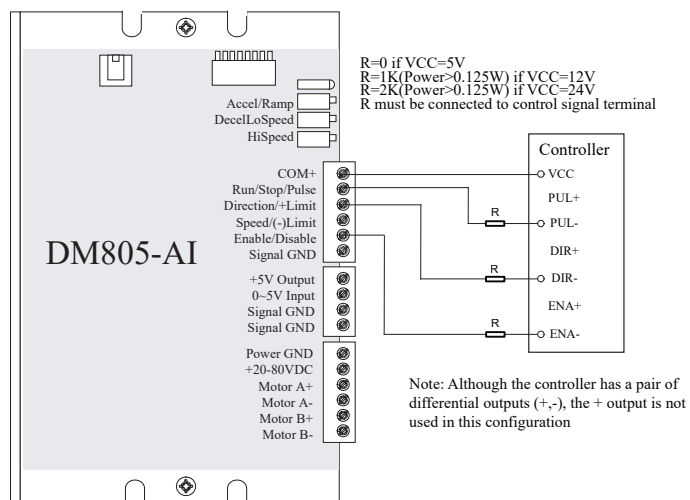 R=0 if VCC=5V
R=1K(Power>0.125W) if VCC=12V
R=2K(Power>0.125W) if VCC=24V
R must be connected to control signal terminal
Accel/Ramp
DecelLoSpeed
HiSpeed
Controller
COM+
Run/Stop/Pulse
Direction/+Limit
Speed/(-)Limit
Enable/Disable
Signal GND
VCC
PUL+
R
PUL-
DIR+
R
DIR-
ENA+
R
ENA-
DM805-AI
+5V Output
0~5V Input
Signal GND
Signal GND
Power GND
+20-80VDC
Motor A+
Motor A-
Motor B+
Motor B-
Note: Although the controller has a pair of
differential outputs (+,-), the + output is not
used in this configuration